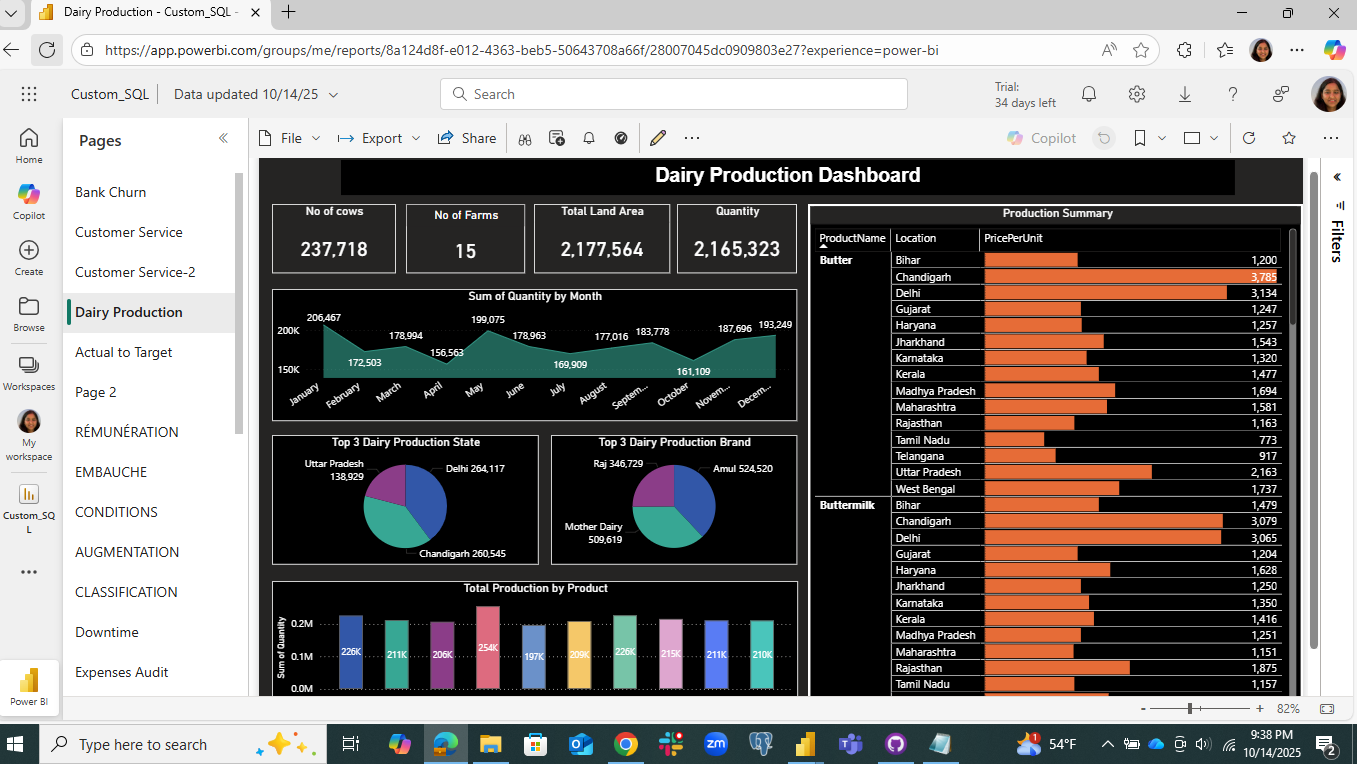 Dairy Production - Custom_SQL -
https://app.powerbi.com/groups/me/reports/8a124d8f-e012-4363-beb5-50643708a66f/28007045dc0909803e27?experience=power-bi
Custom_SQL
Data updated 10/14/25
Search
Trial:
34 days left
Home
Copilot
Create
Browse
Workspaces
My
workspace
Custom_SQ
L
Power BI
Pages
Bank Churn
Customer Service
Customer Service-2
Dairy Production
Actual to Target
Page 2
RÉMUNÉRATION
EMBAUCHE
CONDITIONS
AUGMENTATION
CLASSIFICATION
Downtime
Expenses Audit
File
Export
Share
Copilot
Dairy Production Dashboard
No of cows
237,718
No of Farms
15
Total Land Area
2,177,564
Quantity
2,165,323
Sum of Quantity by Month
200K
150K
206,467
172,503
178,994
156,563
199,075
178,963
169,909
177,016
183,778
161,109
187,696
193,249
January
February
March
April
May
June
July
August
Septem...
October
Novem...
Decem...
Top 3 Dairy Production State
Uttar Pradesh
138,929
Delhi 264,117
Chandigarh 260,545
Top 3 Dairy Production Brand
Raj 346,729
Amul 524,520
Mother Dairy
509,619
Total Production by Product
Sum of Quantity
0.2M
0.1M
0.0M
226K
211K
206K
254K
197K
209K
226K
215K
211K
210K
Production Summary
ProductName Location PricePerUnit
Butter Bihar 1,200
Chandigarh 3,785
Delhi 3,134
Gujarat 1,247
Haryana 1,257
Jharkhand 1,543
Karnataka 1,320
Kerala 1,477
Madhya Pradesh 1,694
Maharashtra 1,581
Rajasthan 1,163
Tamil Nadu 773
Telangana 917
Uttar Pradesh 2,163
West Bengal 1,737
Buttermilk Bihar 1,479
Chandigarh 3,079
Delhi 3,065
Gujarat 1,204
Haryana 1,628
Jharkhand 1,250
Karnataka 1,350
Kerala 1,416
Madhya Pradesh 1,251
Maharashtra 1,151
Rajasthan 1,875
Tamil Nadu 1,157
Filters
- + 82%
Type here to search
zm
1
54°F
9:38 PM
10/14/2025
2